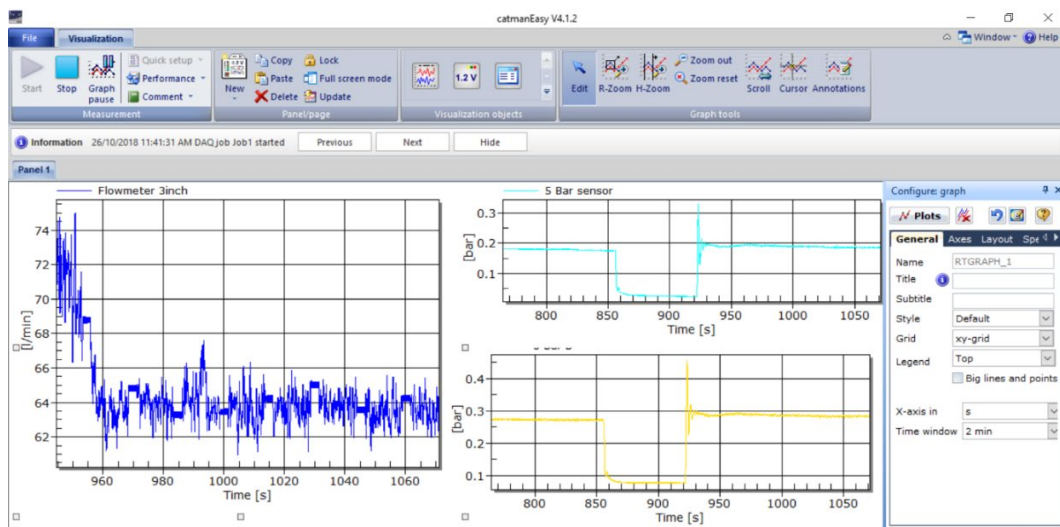 catmanEasy V4.1.2
File Visualization Window Help
Start Stop Graph pause Quick setup Performance Comment
Measurement
New Copy Paste Delete Lock Full screen mode Update
Panel/page
1.2 V
Visualization objects
Edit R-Zoom H-Zoom Zoom out Zoom reset Scroll Cursor Annotations
Graph tools
Information 26/10/2018 11:41:31 AM DAQ job Job1 started Previous Next Hide
Panel 1
Flowmeter 3inch
[l/min]
74
72
70
68
66
64
62
960 980 1000 1020 1040 1060
Time [s]
5 Bar sensor
[bar]
0.3
0.2
0.1
800 850 900 950 1000 1050
Time [s]
[bar]
0.4
0.3
0.2
0.1
800 850 900 950 1000 1050
Time [s]
Configure: graph
Plots
General Axes Layout Spe
Name RTGRAPH_1
Title
Subtitle
Style Default
Grid xy-grid
Legend Top
Big lines and points
X-axis in s
Time window 2 min